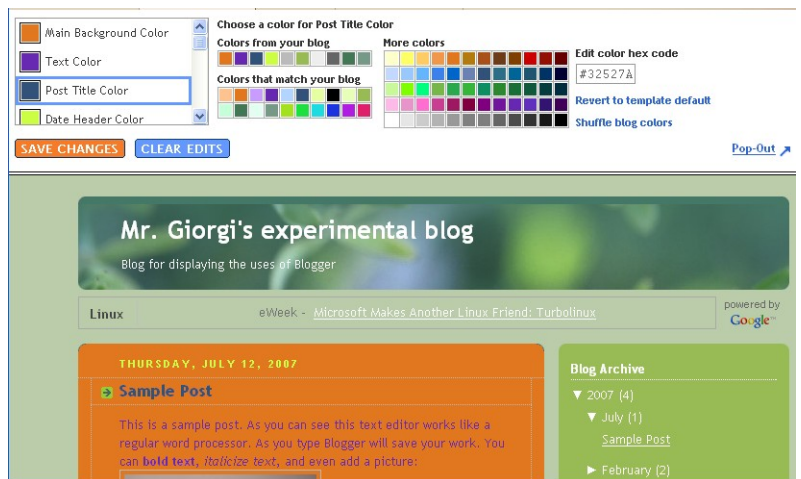 Choose a color for Post Title Color
Main Background Color
Text Color
Post Title Color
Date Header Color
Colors from your blog
Colors that match your blog
More colors
Edit color hex code
#32527A
Revert to template default
Shuffle blog colors
SAVE CHANGES CLEAR EDITS
Pop-Out
Mr. Giorgi's experimental blog
Blog for displaying the uses of Blogger
Linux eWeek - Microsoft Makes Another Linux Friend: Turbolinux
powered by
Google™
THURSDAY, JULY 12, 2007
Sample Post
This is a sample post. As you can see this text editor works like a
regular word processor. As you type Blogger will save your work. You
can bold text, italicize text, and even add a picture:
Blog Archive
▼ 2007 (4)
▼ July (1)
Sample Post
► February (2)